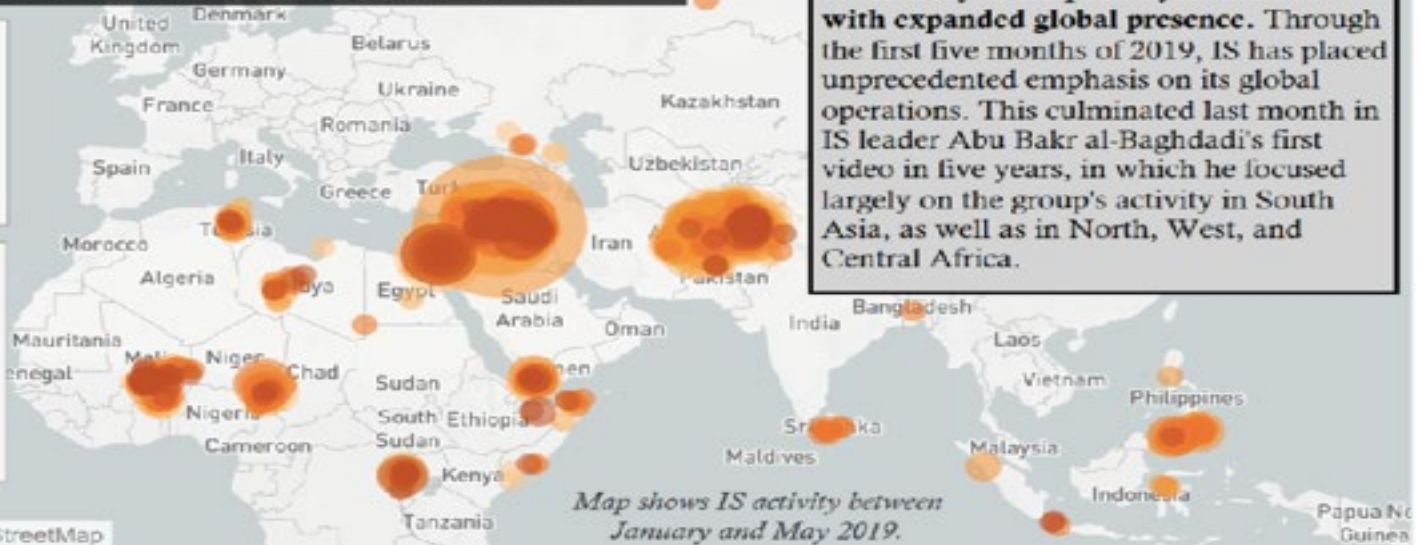 with expanded global presence. Through
the first five months of 2019, IS has placed
unprecedented emphasis on its global
operations. This culminated last month in
IS leader Abu Bakr al-Baghdadi's first
video in five years, in which he focused
largely on the group's activity in South
Asia, as well as in North, West, and
Central Africa.
United
Kingdom
Denmark
Belarus
Germany
Ukraine
France
Kazakhstan
Romania
Italy
Uzbekistan
Spain
Greece
Morocco
Iran
Algeria
Pakistan
Egypt
Saudi
Arabia
Bangladesh
India
Oman
Mauritania
Laos
Niger
Chad
Sudan
Vietnam
Nigeria
South
Sudan
Ethiopia
Philippines
Cameroon
Maldives
Malaysia
Kenya
Indonesia
Tanzania
Map shows IS activity between
January and May 2019.
Guinea
StreetMap